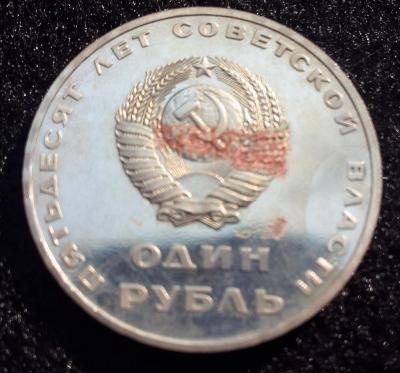 ПЯТЬДЕСЯТ ЛЕТ СОВЕТСКОЙ ВЛАСТИ
ОДИН
РУБЛЬ